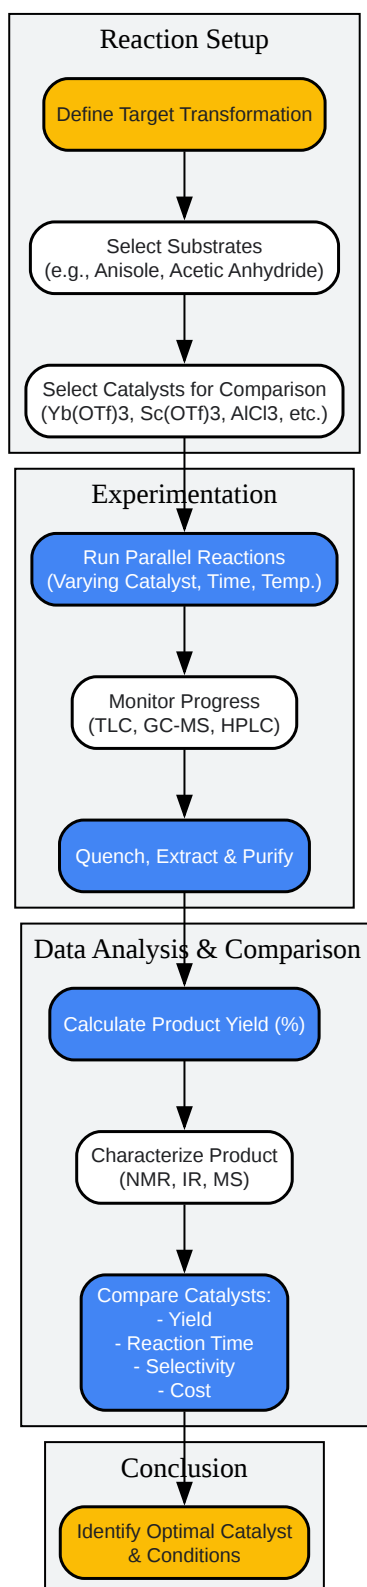 Reaction Setup
Define Target Transformation
Select Substrates
(e.g., Anisole, Acetic Anhydride)
Select Catalysts for Comparison
(Yb(OTf)3, Sc(OTf)3, AlCl3, etc.)
Experimentation
Run Parallel Reactions
(Varying Catalyst, Time, Temp.)
Monitor Progress
(TLC, GC-MS, HPLC)
Quench, Extract & Purify
Data Analysis & Comparison
Calculate Product Yield (%)
Characterize Product
(NMR, IR, MS)
Compare Catalysts:
- Yield
- Reaction Time
- Selectivity
- Cost
Conclusion
Identify Optimal Catalyst
& Conditions